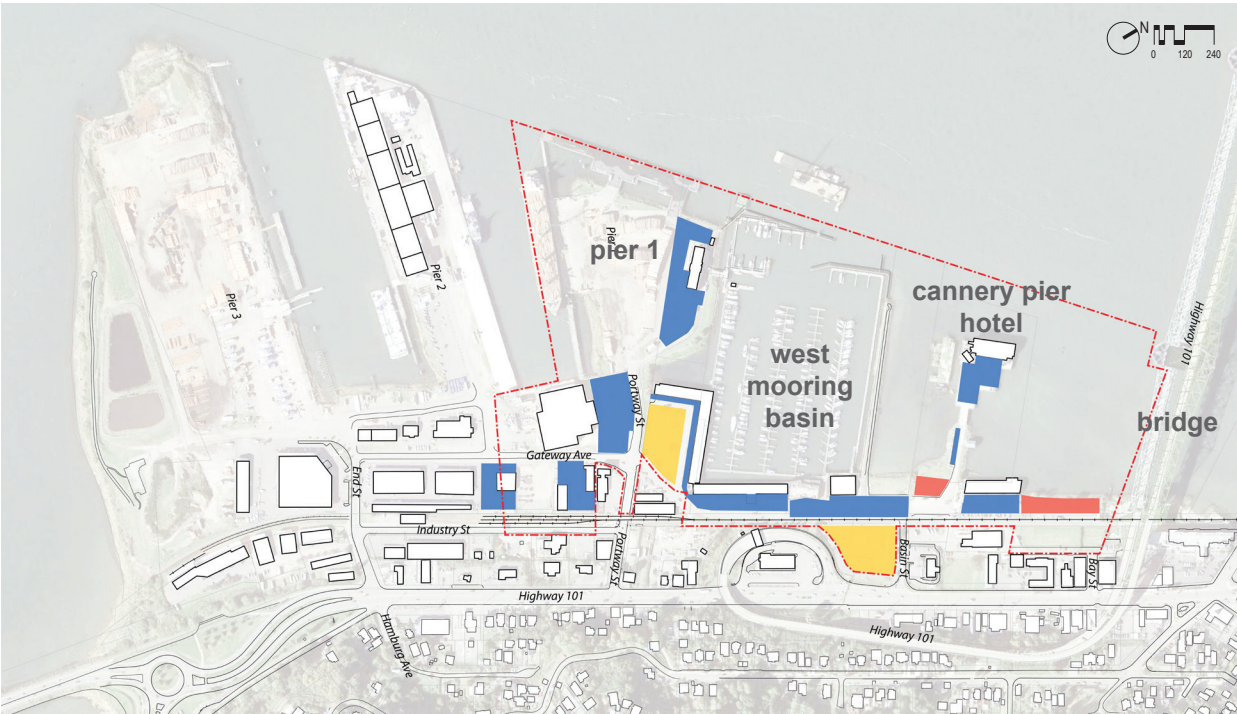 N
0 120 240
Pier 3
Pier 2
Pier
pier 1
cannery pier
hotel
west
mooring
basin
Highway 101
bridge
Portway St
Gateway Ave
End St
Industry St
Portway St
Basin St
Bay St
Highway 101
Highway 101
Hamburg Ave